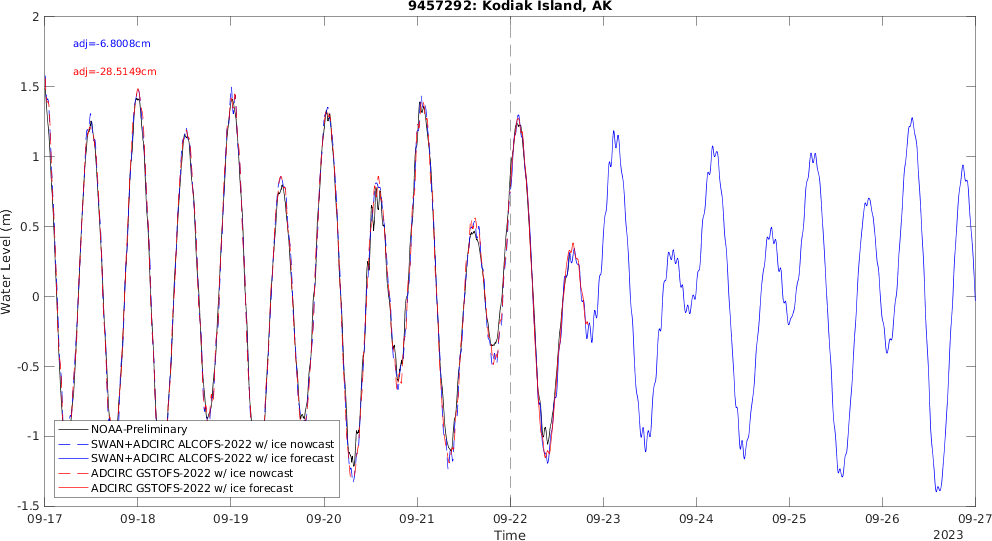 9457292: Kodiak Island, AK
adj=-6.8008cm
adj=-28.5149cm
Water Level (m)
2
1.5
1
0.5
0
-0.5
-1
-1.5
NOAA-Preliminary
SWAN+ADCIRC ALCOFS-2022 w/ ice nowcast
SWAN+ADCIRC ALCOFS-2022 w/ ice forecast
ADCIRC GSTOFS-2022 w/ ice nowcast
ADCIRC GSTOFS-2022 w/ ice forecast
09-17 09-18 09-19 09-20 09-21 09-22 09-23 09-24 09-25 09-26 09-27
Time
2023